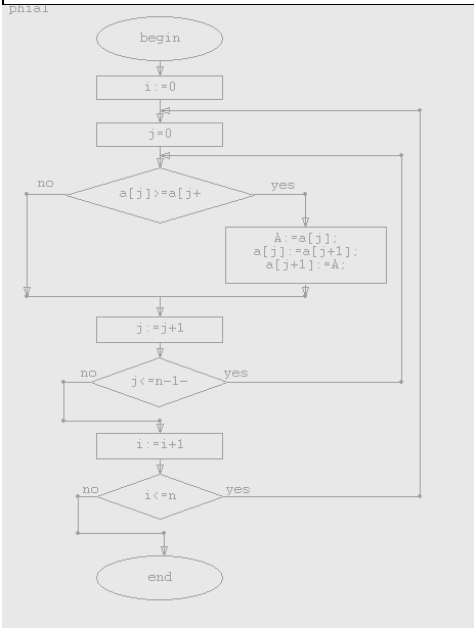 phial
begin
i:=0
j=0
no
a[j]>=a[j+
yes
À:=a[j];
a[j]:=a[j+1];
a[j+1]:=À;
j:=j+1
no
j<=n-1-
yes
i:=i+1
no
i<=n
yes
end